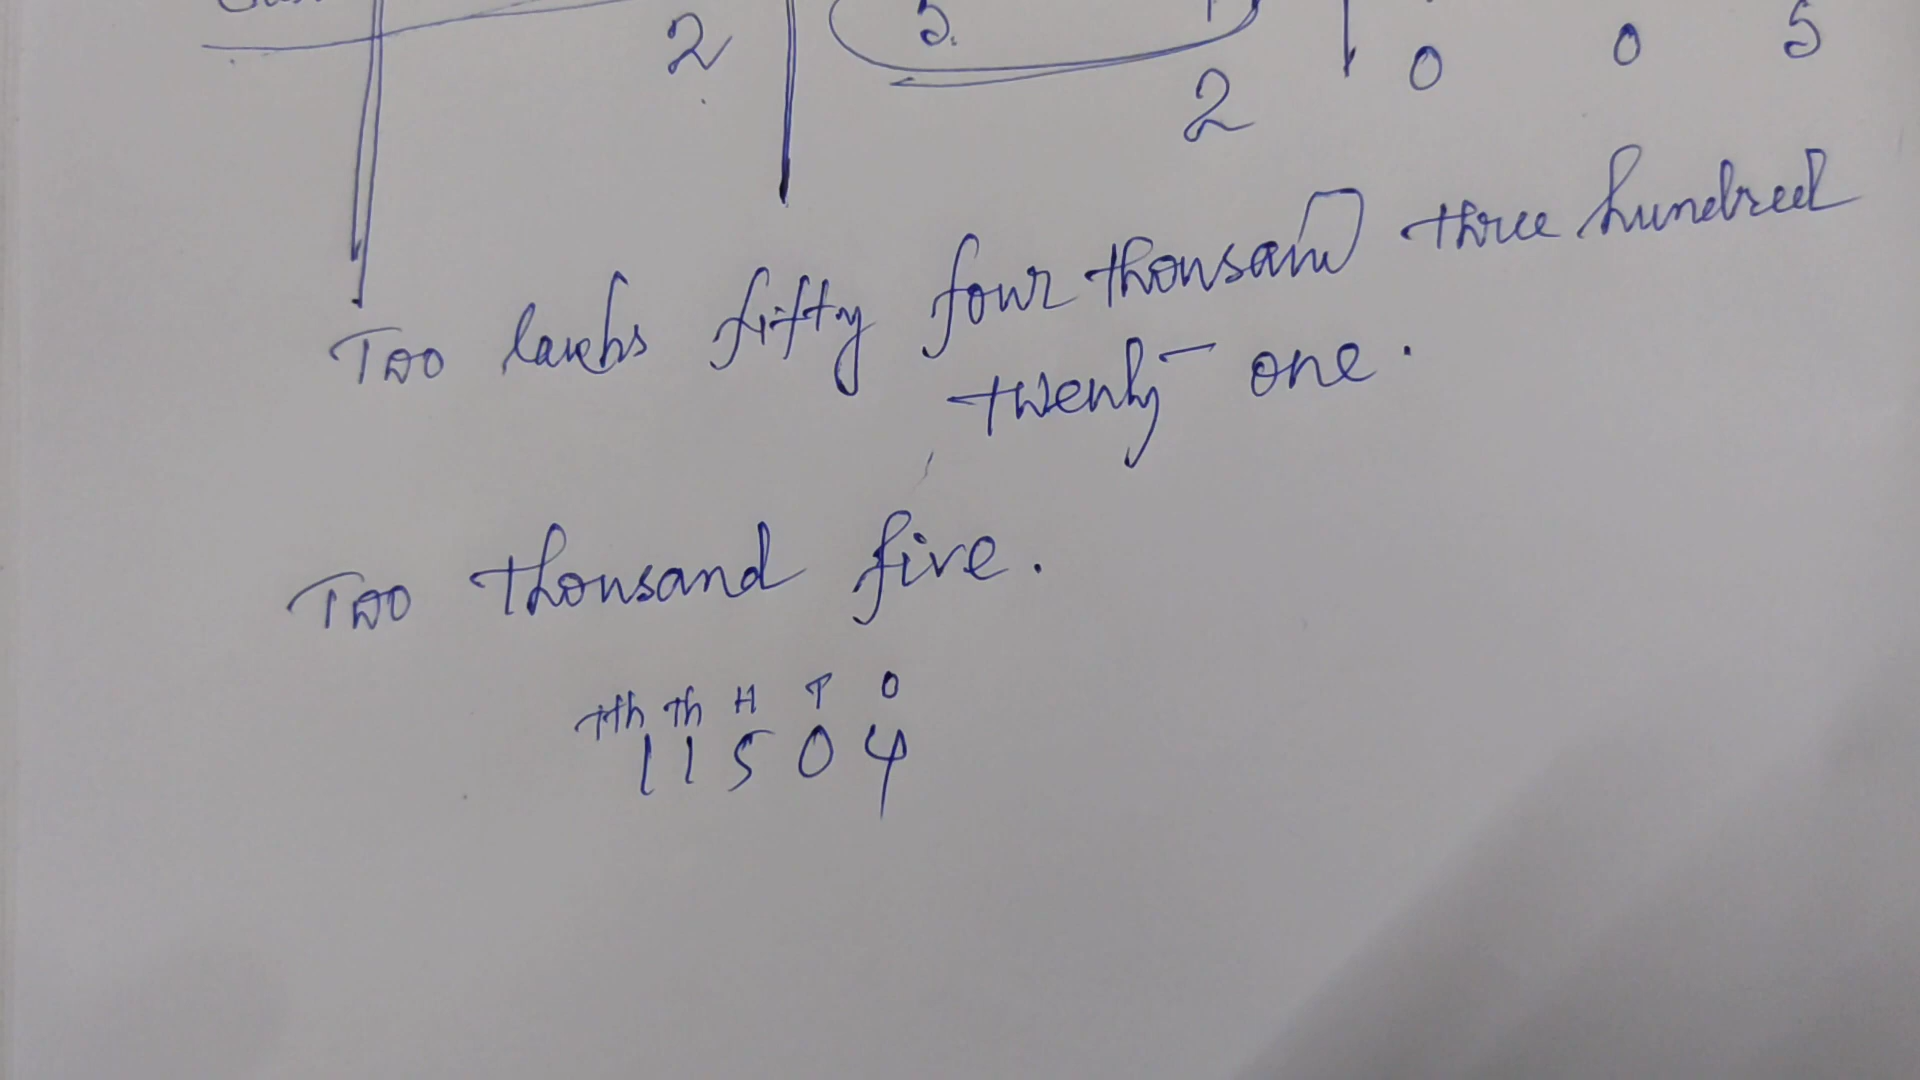 2 5. 0 0 5
2
Two lakhs fifty four thousand three hundred
twenty-one.
Two thousand five.
Tth Th H T O
1 1 5 0 4